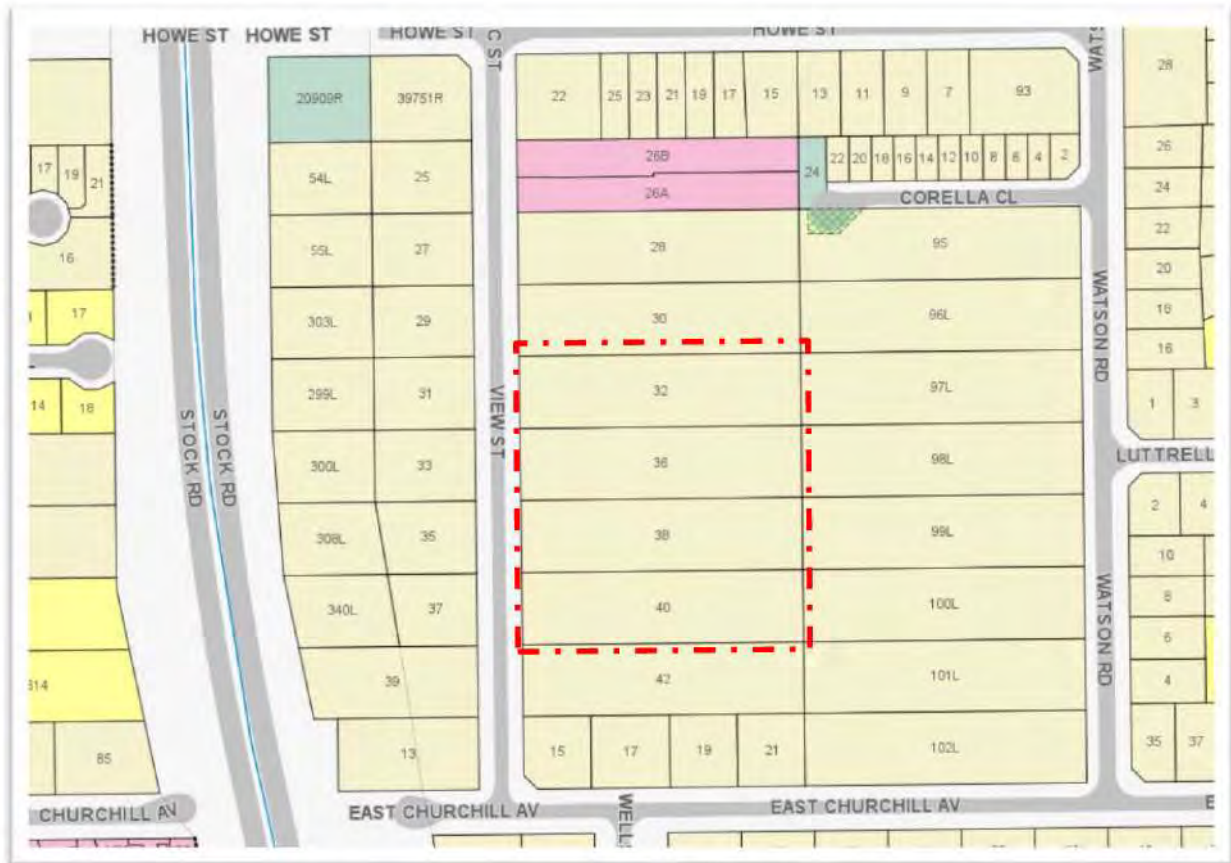 HOWE ST HOWE ST HOWE ST HOWE ST
C ST
WATS
20909R 39751R 22 25 23 21 19 17 15 13 11 9 7 93 28
17 19 21
54L 25 26B 24 22 20 18 16 14 12 10 8 6 4 2 26
26A CORELLA CL 24
16 55L 27 28 95 22
20
17 303L 29 30 96L 18
WATSON RD
16
14 18 299L 31 VIEW ST 32 97L 1 3
STOCK RD STOCK RD
300L 33 36 98L LUTTRELL
2 4
308L 35 38 99L 10
8
340L 37 40 100L WATSON RD 6
314 39 42 101L 4
85 13 15 17 19 21 102L 35 37
CHURCHILL AV EAST CHURCHILL AV WELL EAST CHURCHILL AV E